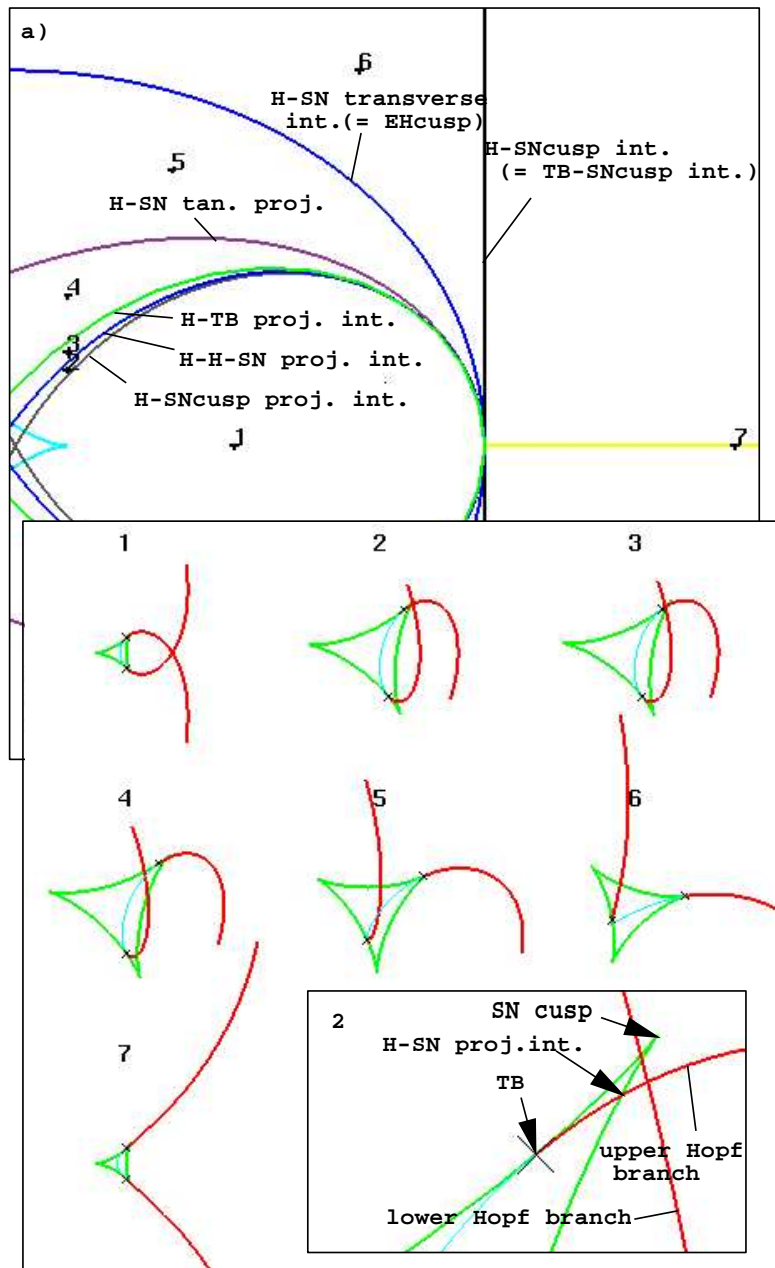 a)
6
H-SN transverse
int.(= EHcusp)
H-SNcusp int.
(= TB-SNcusp int.)
5
H-SN tan. proj.
4
H-TB proj. int.
3
H-H-SN proj. int.
2
H-SNcusp proj. int.
1
7
1
2
3
4
5
6
7
2
SN cusp
H-SN proj.int.
TB
upper Hopf
branch
lower Hopf branch